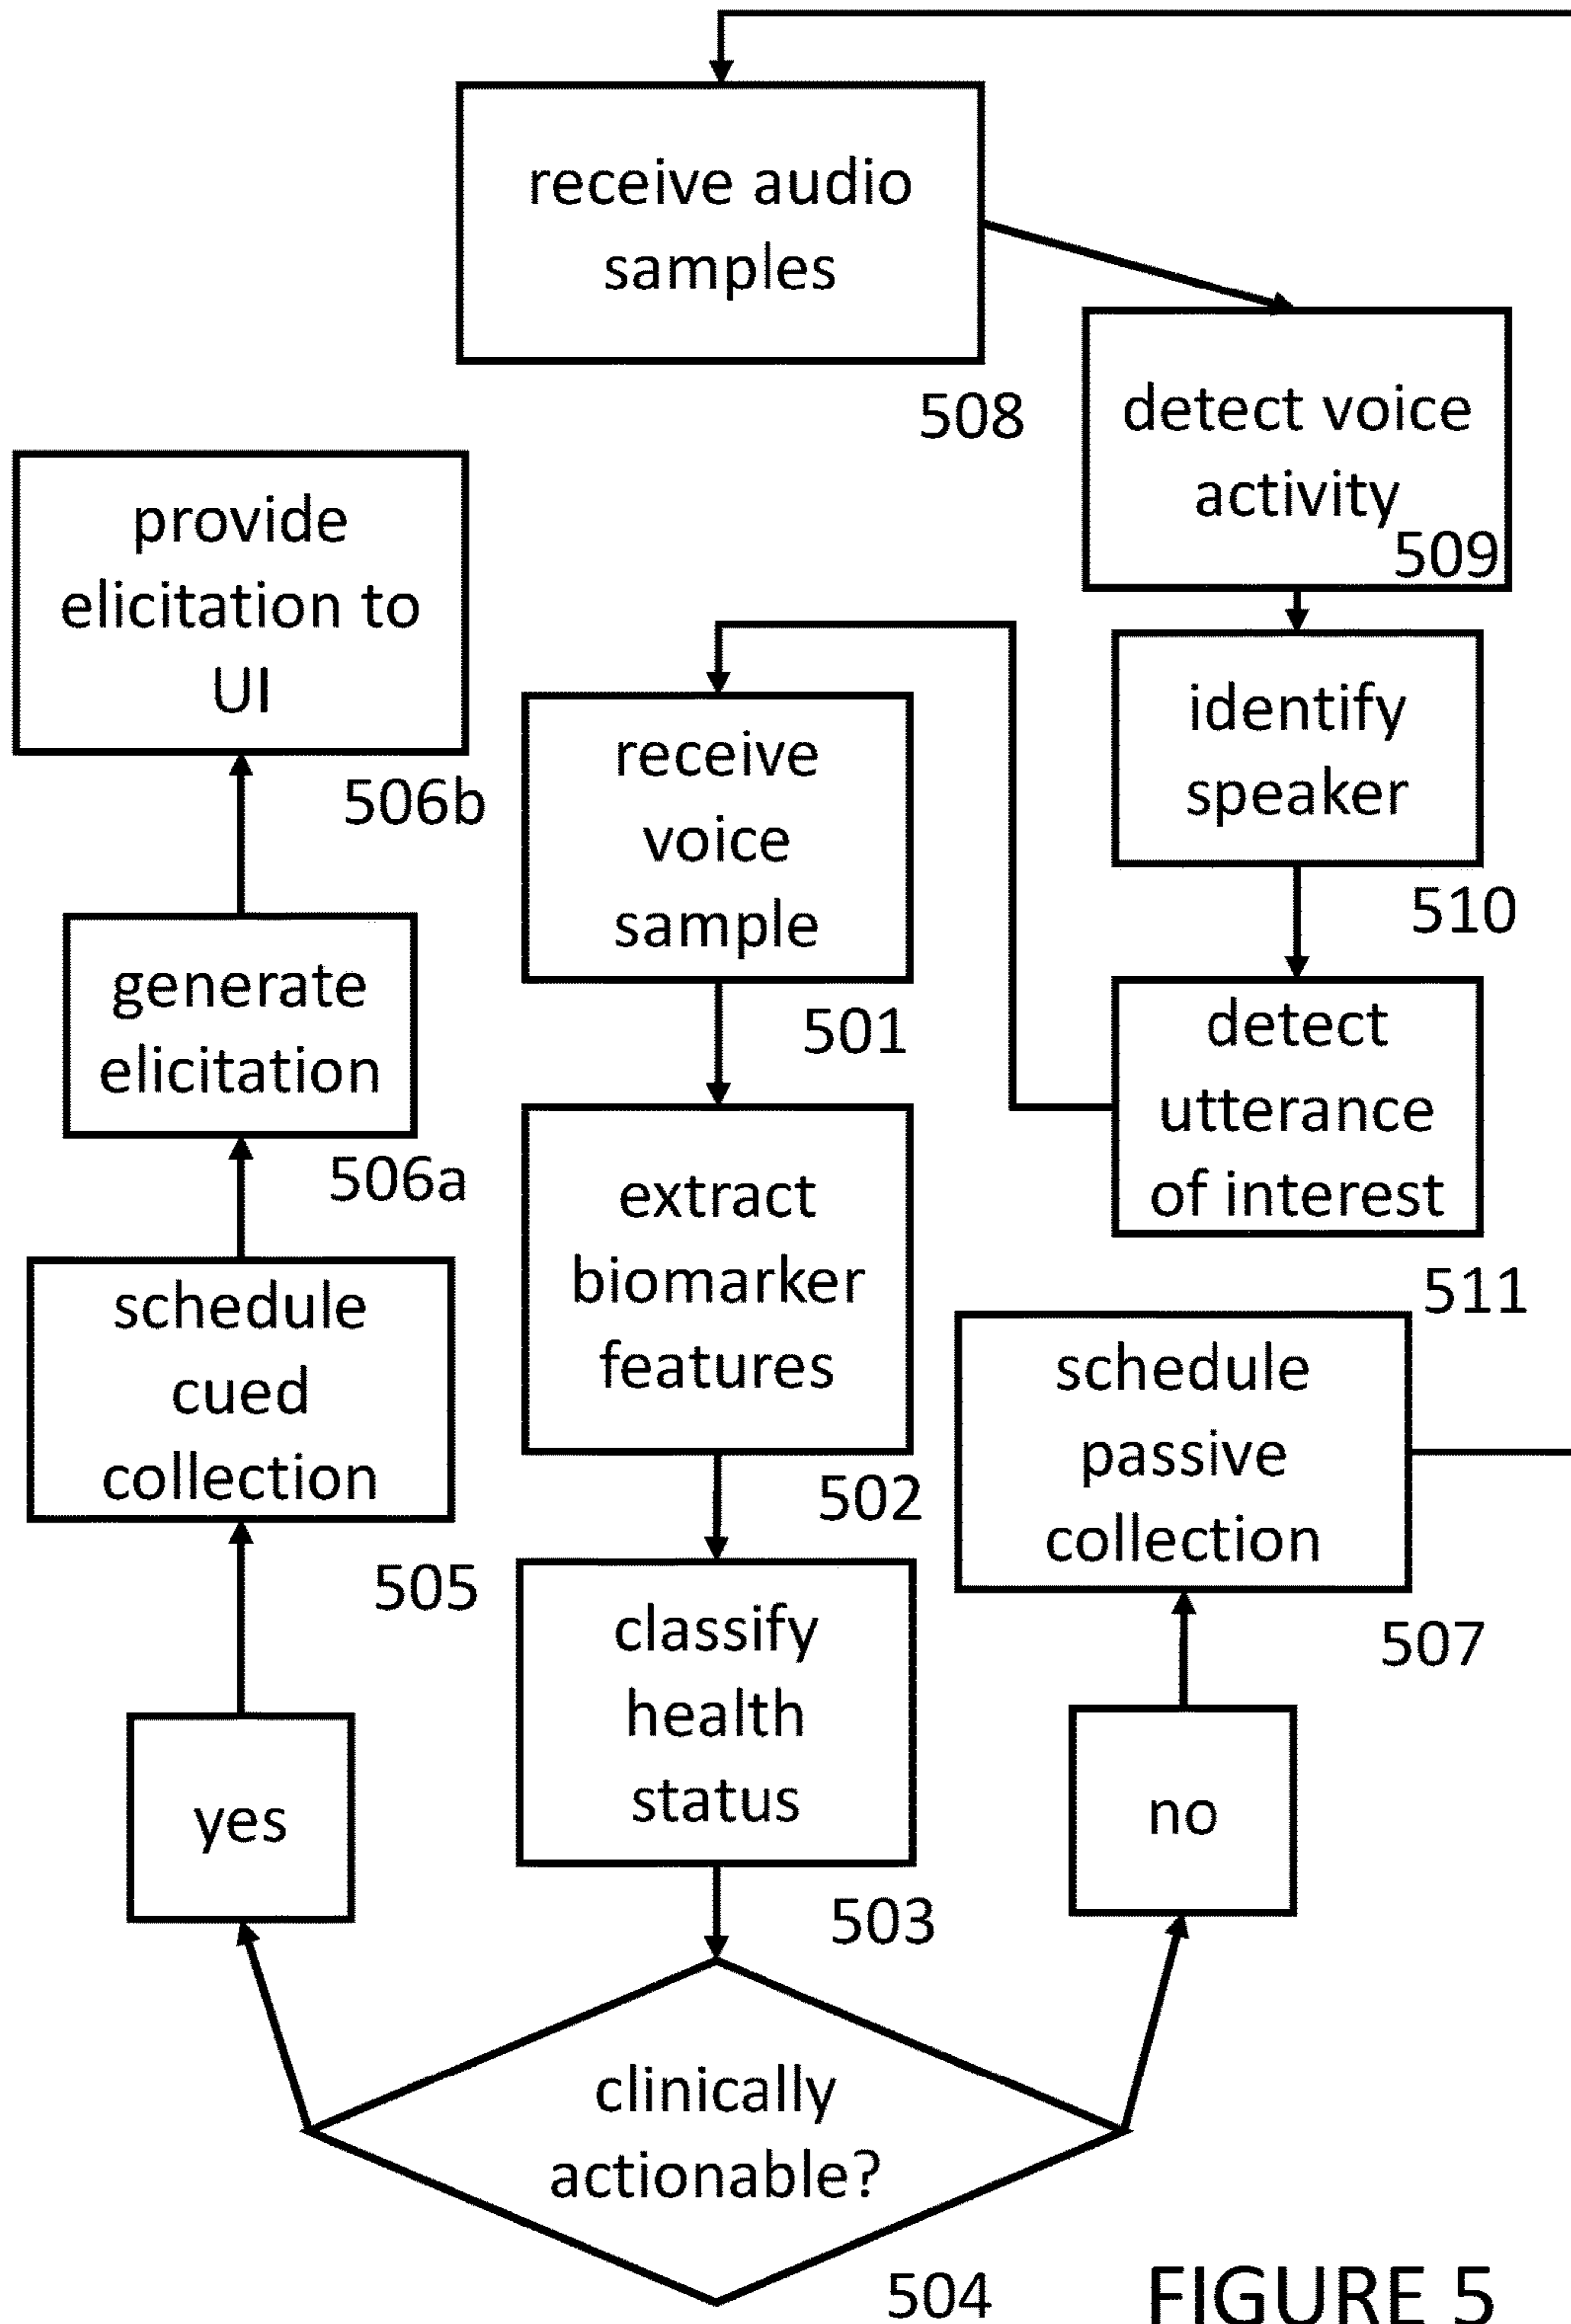 receive audio
samples
508
detect voice
activity
509
provide
elicitation to
UI
506b
identify
speaker
510
receive
voice
sample
501
generate
elicitation
506a
detect
utterance
of interest
511
extract
biomarker
features
502
schedule
cued
collection
505
schedule
passive
collection
507
classify
health
status
503
yes
no
clinically
actionable?
504
FIGURE 5